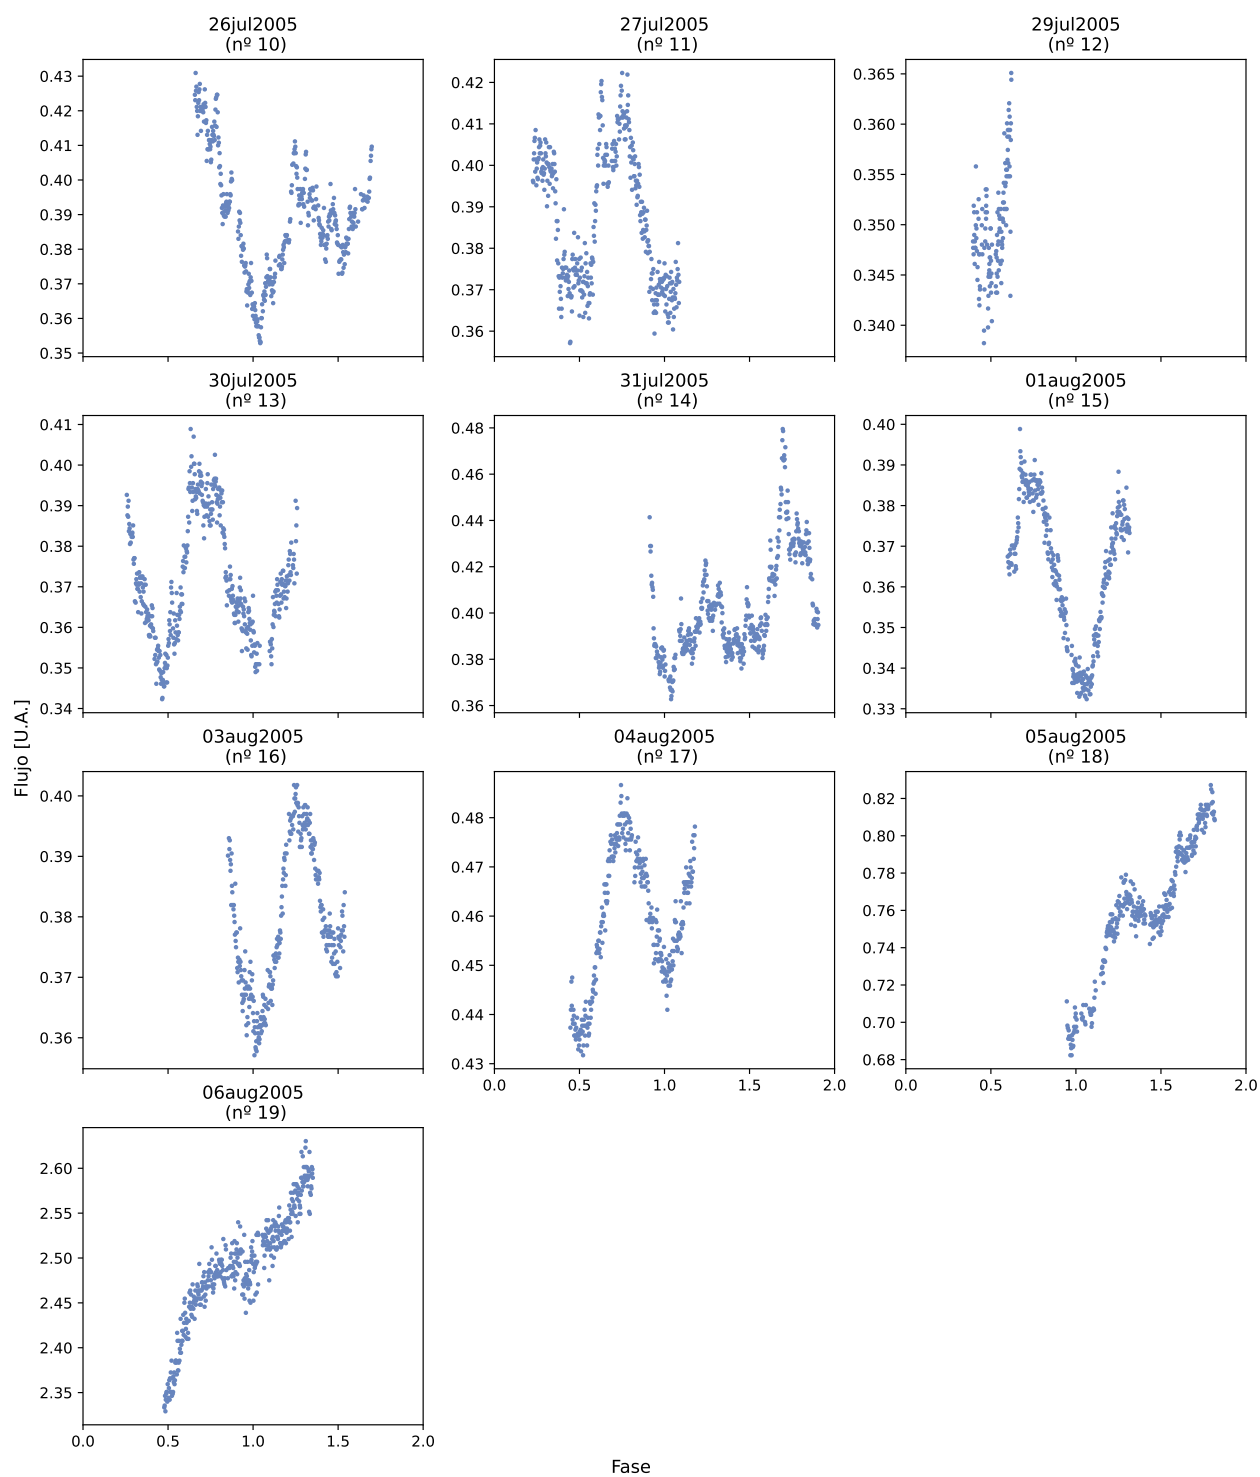 26jul2005
(nº 10)
27jul2005
(nº 11)
29jul2005
(nº 12)
0.43
0.42
0.41
0.40
0.39
0.38
0.37
0.36
0.35
0.42
0.41
0.40
0.39
0.38
0.37
0.36
0.365
0.360
0.355
0.350
0.345
0.340
30jul2005
(nº 13)
31jul2005
(nº 14)
01aug2005
(nº 15)
0.41
0.40
0.39
0.38
0.37
0.36
0.35
0.34
0.48
0.46
0.44
0.42
0.40
0.38
0.36
0.40
0.39
0.38
0.37
0.36
0.35
0.34
0.33
Flujo [U.A.]
03aug2005
(nº 16)
04aug2005
(nº 17)
05aug2005
(nº 18)
0.40
0.39
0.38
0.37
0.36
0.48
0.47
0.46
0.45
0.44
0.43
0.82
0.80
0.78
0.76
0.74
0.72
0.70
0.68
0.0 0.5 1.0 1.5 2.0
0.0 0.5 1.0 1.5 2.0
06aug2005
(nº 19)
2.60
2.55
2.50
2.45
2.40
2.35
0.0 0.5 1.0 1.5 2.0
Fase